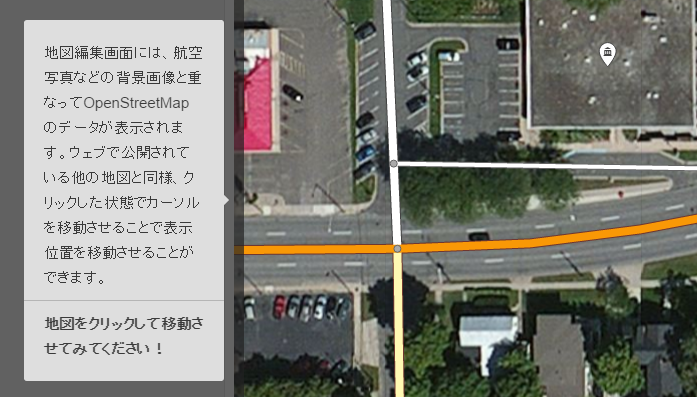 地図編集画面には、航空
写真などの背景画像と重
なってOpenStreetMap
のデータが表示されま
す。ウェブで公開されて
いる他の地図と同様、ク
リックした状態でカーソル
を移動させることで表示
位置を移動させることが
できます。
地図をクリックして移動さ
せてみてください！